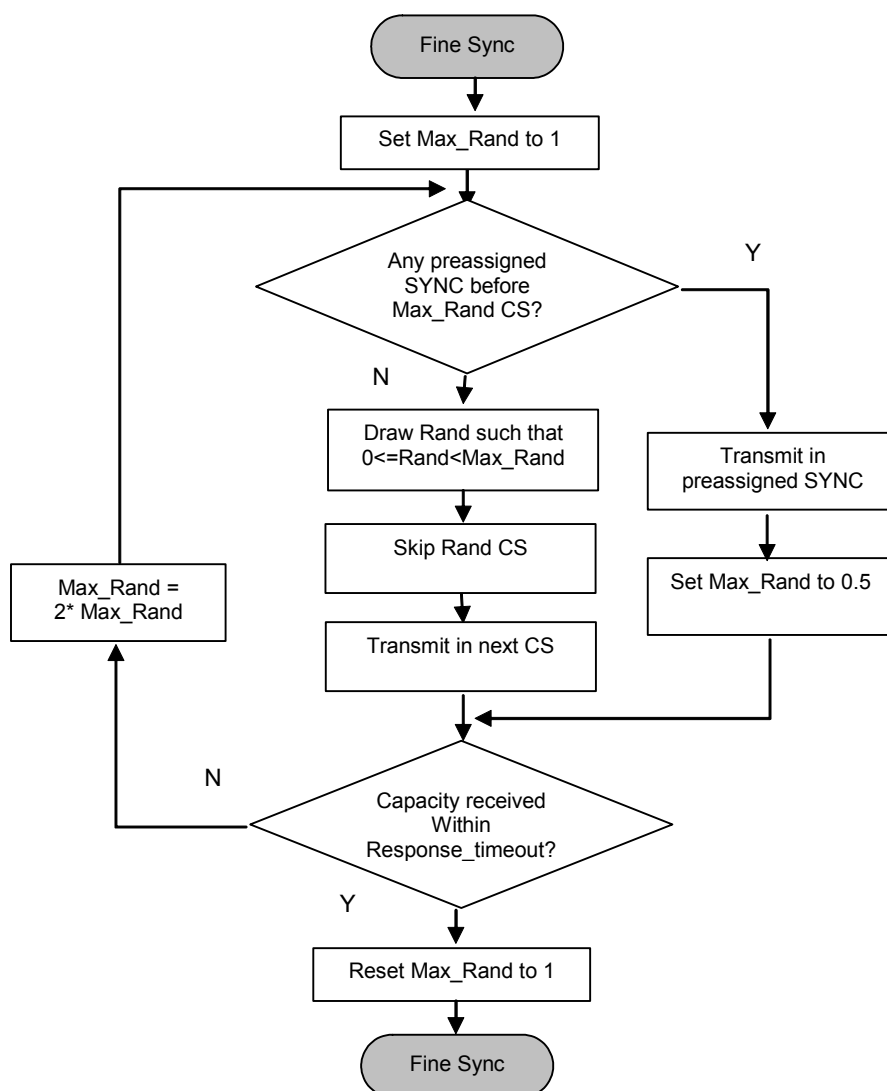 Fine Sync
Set Max_Rand to 1
Any preassigned
SYNC before
Max_Rand CS?
Y
N
Draw Rand such that
0<=Rand<Max_Rand
Transmit in
preassigned SYNC
Skip Rand CS
Set Max_Rand to 0.5
Max_Rand =
2* Max_Rand
Transmit in next CS
N
Capacity received
Within
Response_timeout?
Y
Reset Max_Rand to 1
Fine Sync